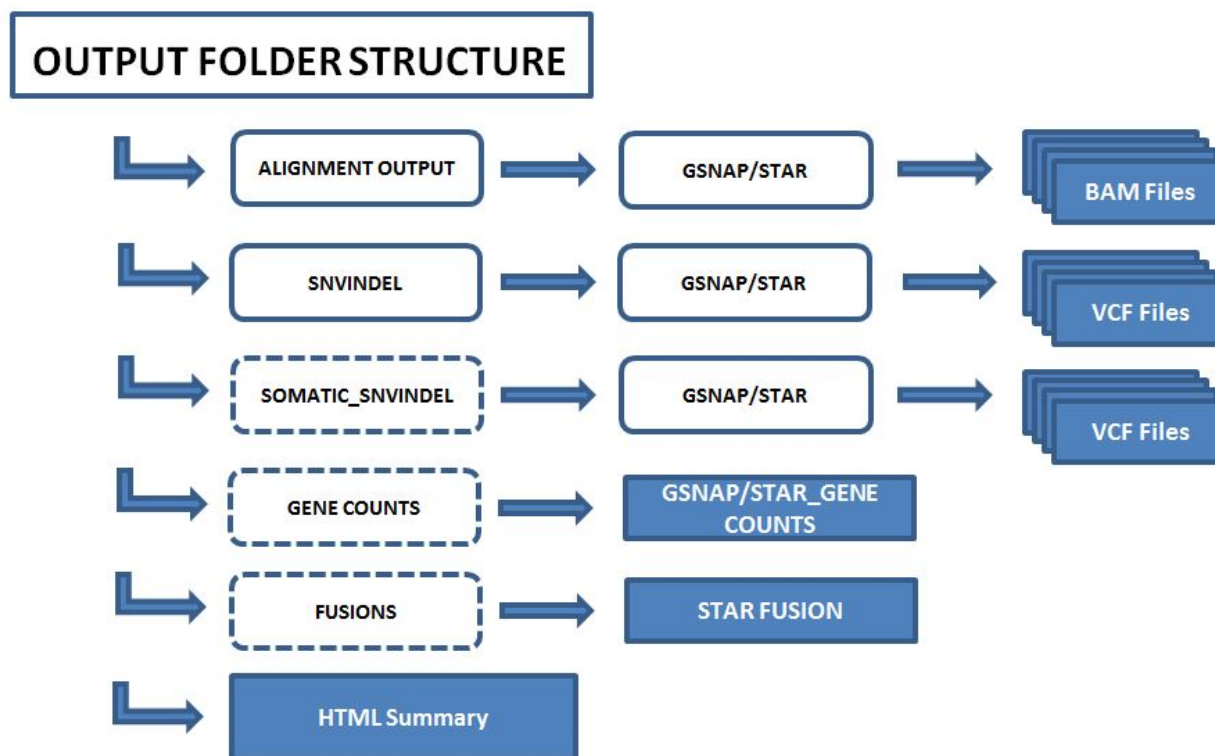 OUTPUT FOLDER STRUCTURE
ALIGNMENT OUTPUT
GSNAP/STAR
BAM Files
SNVINDEL
GSNAP/STAR
VCF Files
SOMATIC_SNVINDEL
GSNAP/STAR
VCF Files
GENE COUNTS
GSNAP/STAR_GENE
COUNTS
FUSIONS
STAR FUSION
HTML Summary